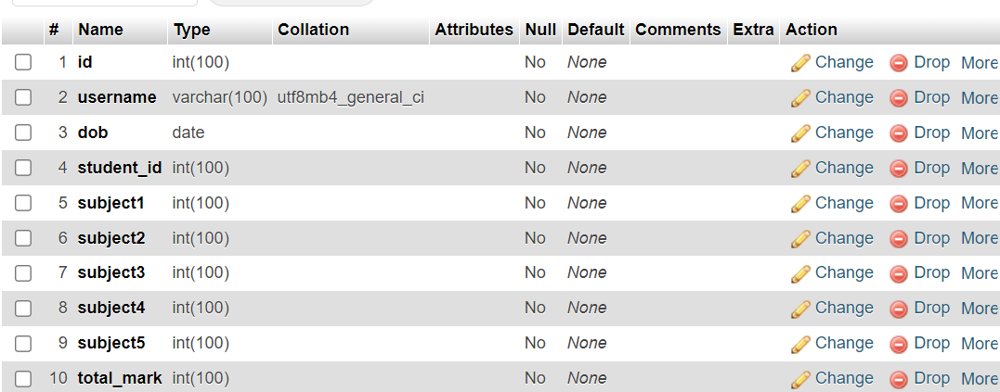 # Name Type Collation Attributes Null Default Comments Extra Action
1 id int(100) No None Change Drop More
2 username varchar(100) utf8mb4_general_ci No None Change Drop More
3 dob date No None Change Drop More
4 student_id int(100) No None Change Drop More
5 subject1 int(100) No None Change Drop More
6 subject2 int(100) No None Change Drop More
7 subject3 int(100) No None Change Drop More
8 subject4 int(100) No None Change Drop More
9 subject5 int(100) No None Change Drop More
10 total_mark int(100) No None Change Drop More